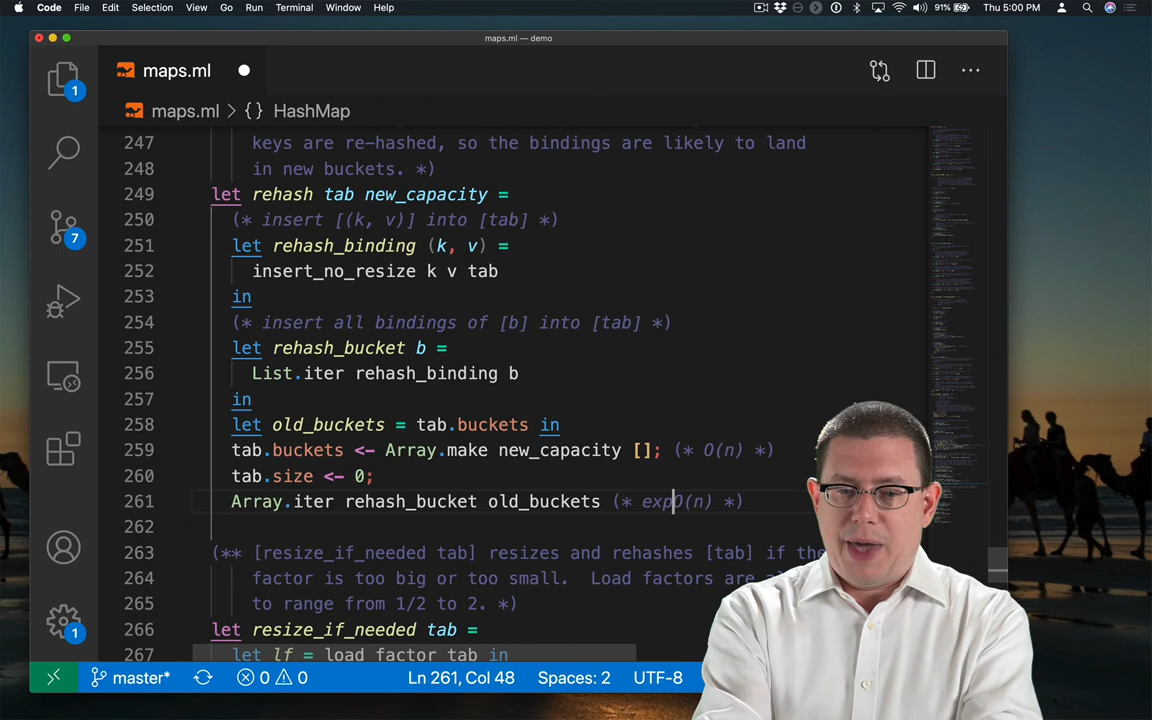 Code File Edit Selection View Go Run Terminal Window Help 91% Thu 5:00 PM
maps.ml — demo
1 maps.ml
maps.ml > {} HashMap
247 keys are re-hashed, so the bindings are likely to land
248 in new buckets. *)
249 let rehash tab new_capacity =
250 (* insert [(k, v)] into [tab] *)
7 251 let rehash_binding (k, v) =
252 insert_no_resize k v tab
253 in
254 (* insert all bindings of [b] into [tab] *)
255 let rehash_bucket b =
256 List.iter rehash_binding b
257 in
258 let old_buckets = tab.buckets in
259 tab.buckets <- Array.make new_capacity []; (* O(n) *)
260 tab.size <- 0;
261 Array.iter rehash_bucket old_buckets (* expO(n) *)
262
263 (** [resize_if_needed tab] resizes and rehashes [tab] if the
264 factor is too big or too small. Load factors are
265 to range from 1/2 to 2. *)
1 266 let resize_if_needed tab =
267 let lf = load_factor tab in
master* 0 0 Ln 261, Col 48 Spaces: 2 UTF-8